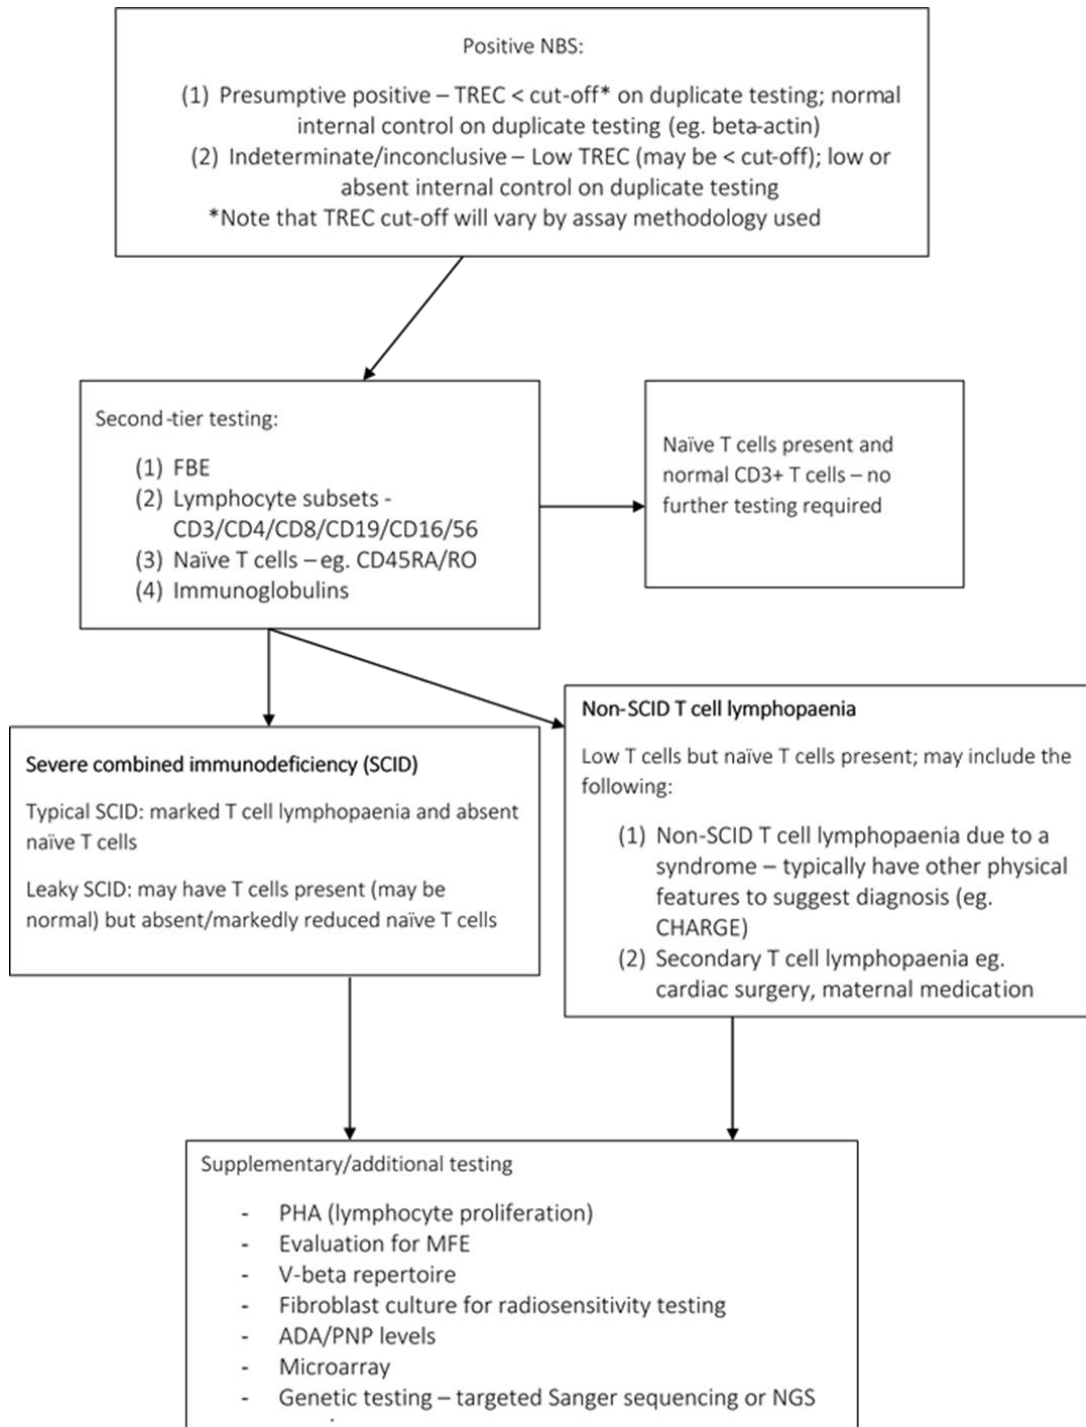 Positive NBS:
(1) Presumptive positive – TREC < cut-off* on duplicate testing; normal
internal control on duplicate testing (eg. beta-actin)
(2) Indeterminate/inconclusive – Low TREC (may be < cut-off); low or
absent internal control on duplicate testing
*Note that TREC cut-off will vary by assay methodology used
Second-tier testing:
(1) FBE
(2) Lymphocyte subsets -
CD3/CD4/CD8/CD19/CD16/56
(3) Naïve T cells – eg. CD45RA/RO
(4) Immunoglobulins
Naïve T cells present and
normal CD3+ T cells – no
further testing required
Severe combined immunodeficiency (SCID)
Typical SCID: marked T cell lymphopaenia and absent
naïve T cells
Leaky SCID: may have T cells present (may be
normal) but absent/markedly reduced naïve T cells
Non-SCID T cell lymphopaenia
Low T cells but naïve T cells present; may include the
following:
(1) Non-SCID T cell lymphopaenia due to a
syndrome – typically have other physical
features to suggest diagnosis (eg.
CHARGE)
(2) Secondary T cell lymphopaenia eg.
cardiac surgery, maternal medication
Supplementary/additional testing
- PHA (lymphocyte proliferation)
- Evaluation for MFE
- V-beta repertoire
- Fibroblast culture for radiosensitivity testing
- ADA/PNP levels
- Microarray
- Genetic testing – targeted Sanger sequencing or NGS